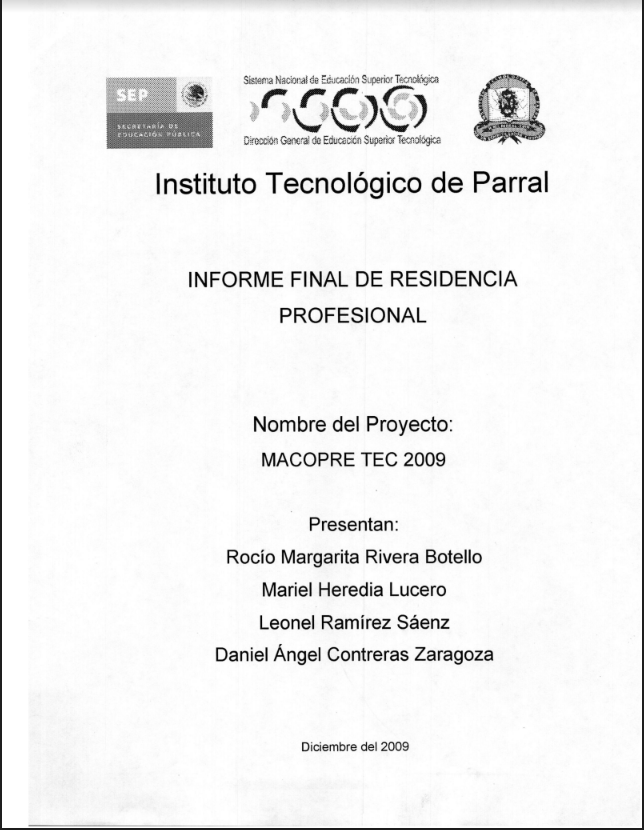 SEP
SECRETARÍA DE
EDUCACIÓN PÚBLICA
Sistema Nacional de Educación Superior Tecnológica
Dirección General de Educación Superior Tecnológica
Instituto Tecnológico de Parral
INFORME FINAL DE RESIDENCIA
PROFESIONAL
Nombre del Proyecto:
MACOPRE TEC 2009
Presentan:
Rocío Margarita Rivera Botello
Mariel Heredia Lucero
Leonel Ramírez Sáenz
Daniel Ángel Contreras Zaragoza
Diciembre del 2009